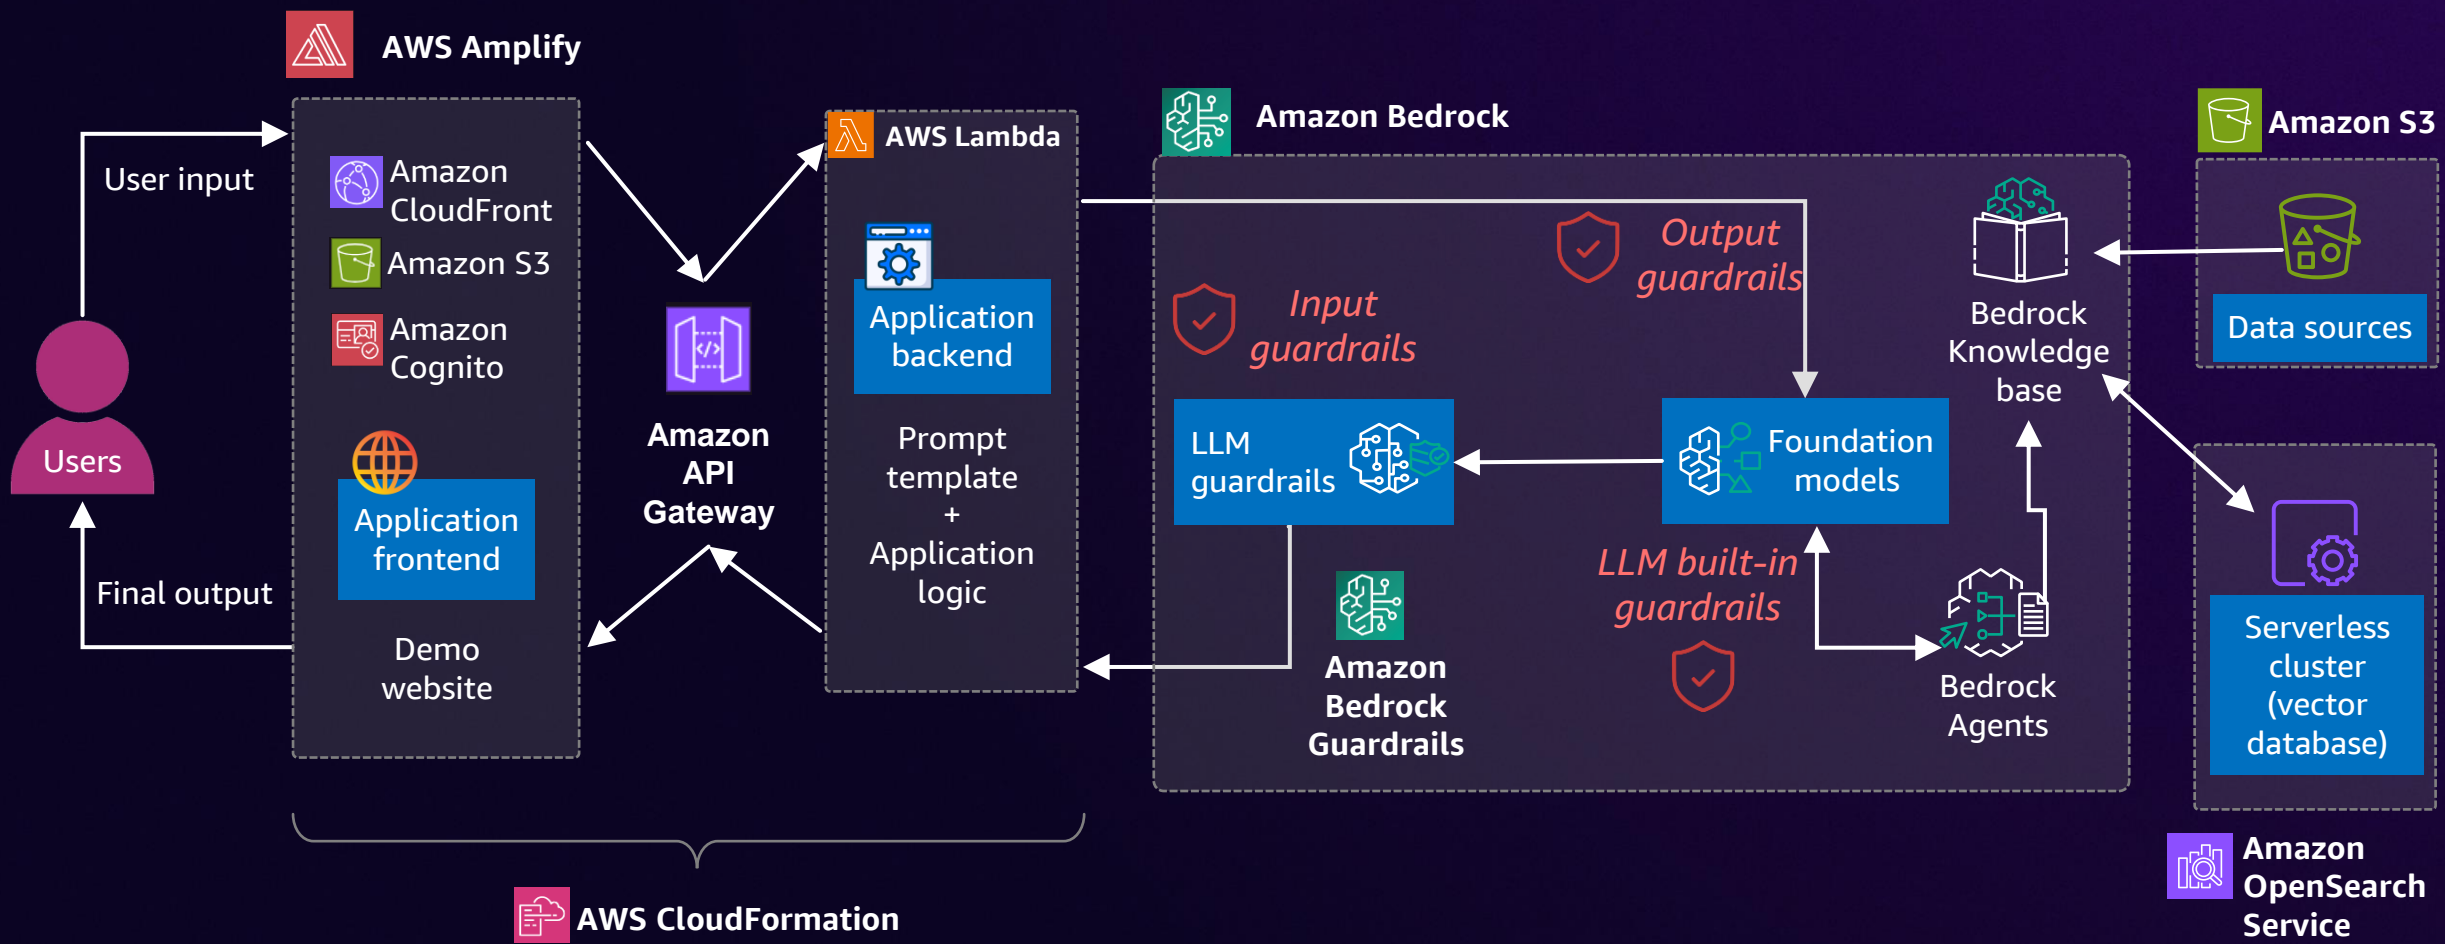 AWS Amplify
User input
Amazon
CloudFront
Amazon S3
Amazon
Cognito
Users
Application
frontend
Final output
Demo
website
Amazon
API
Gateway
AWS Lambda
Application
backend
Prompt
template
+
Application
logic
AWS CloudFormation
Amazon Bedrock
Input
guardrails
Output
guardrails
LLM
guardrails
Foundation
models
LLM built-in
guardrails
Amazon
Bedrock
Guardrails
Bedrock
Knowledge
base
Bedrock
Agents
Amazon S3
Data sources
Serverless
cluster
(vector
database)
Amazon
OpenSearch
Service